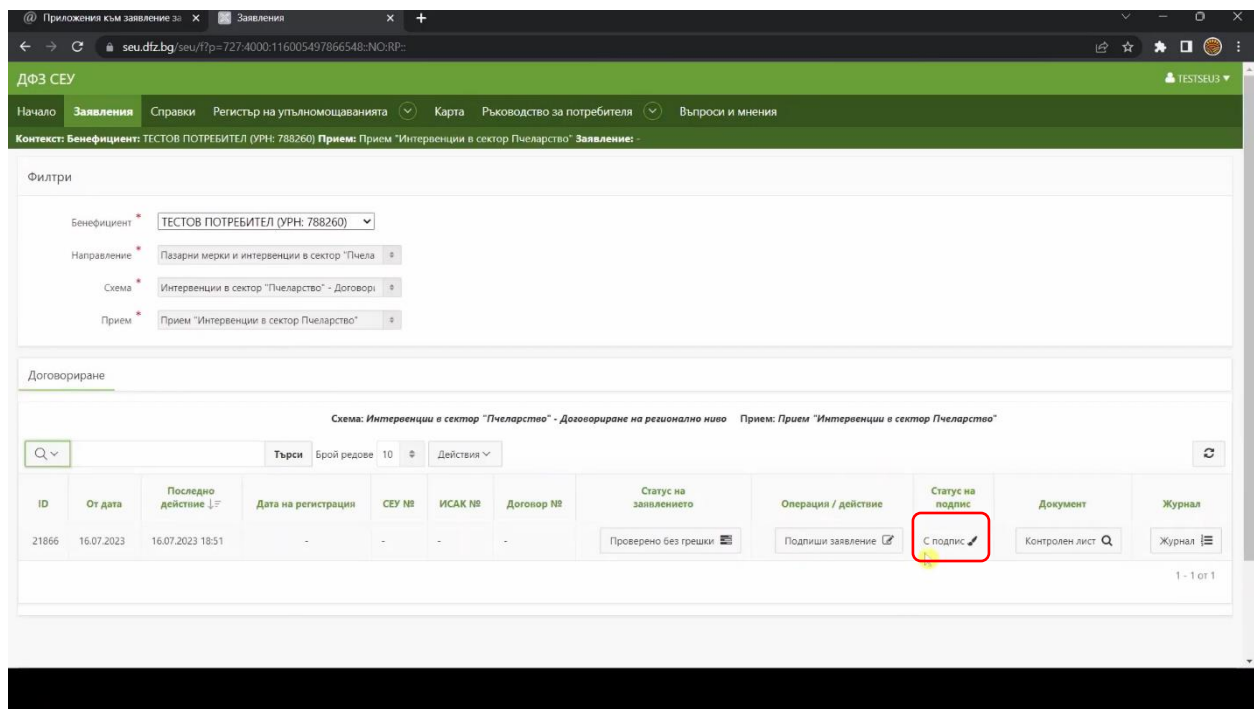 Приложения към заявление за
Заявления
seu.dfz.bg/seu/f?p=727:4000:116005497866548::NO:RP::
ДФЗ СЕУ
TESTSEU3
Начало Заявления Справки Регистър на упълномощаванията Карта Ръководство за потребителя Въпроси и мнения
Контекст: Бенефициент: ТЕСТОВ ПОТРЕБИТЕЛ (УРН: 788260) Прием: Прием "Интервенции в сектор Пчеларство" Заявление: -
Филтри
Бенефициент * ТЕСТОВ ПОТРЕБИТЕЛ (УРН: 788260)
Направление * Пазарни мерки и интервенции в сектор "Пчела
Схема * Интервенции в сектор "Пчеларство" - Договори
Прием * Прием "Интервенции в сектор Пчеларство"
Договориране
Схема: Интервенции в сектор "Пчеларство" - Договориране на регионално ниво Прием: Прием "Интервенции в сектор Пчеларство"
Търси Брой редове 10 Действия
ID От дата Последно действие Дата на регистрация СЕУ № ИСАК № Договор № Статус на заявлението Операция / действие Статус на подпис Документ Журнал
21866 16.07.2023 16.07.2023 18:51 - - - - Проверено без грешки Подпиши заявление С подпис Контролен лист Журнал
1 - 1 от 1